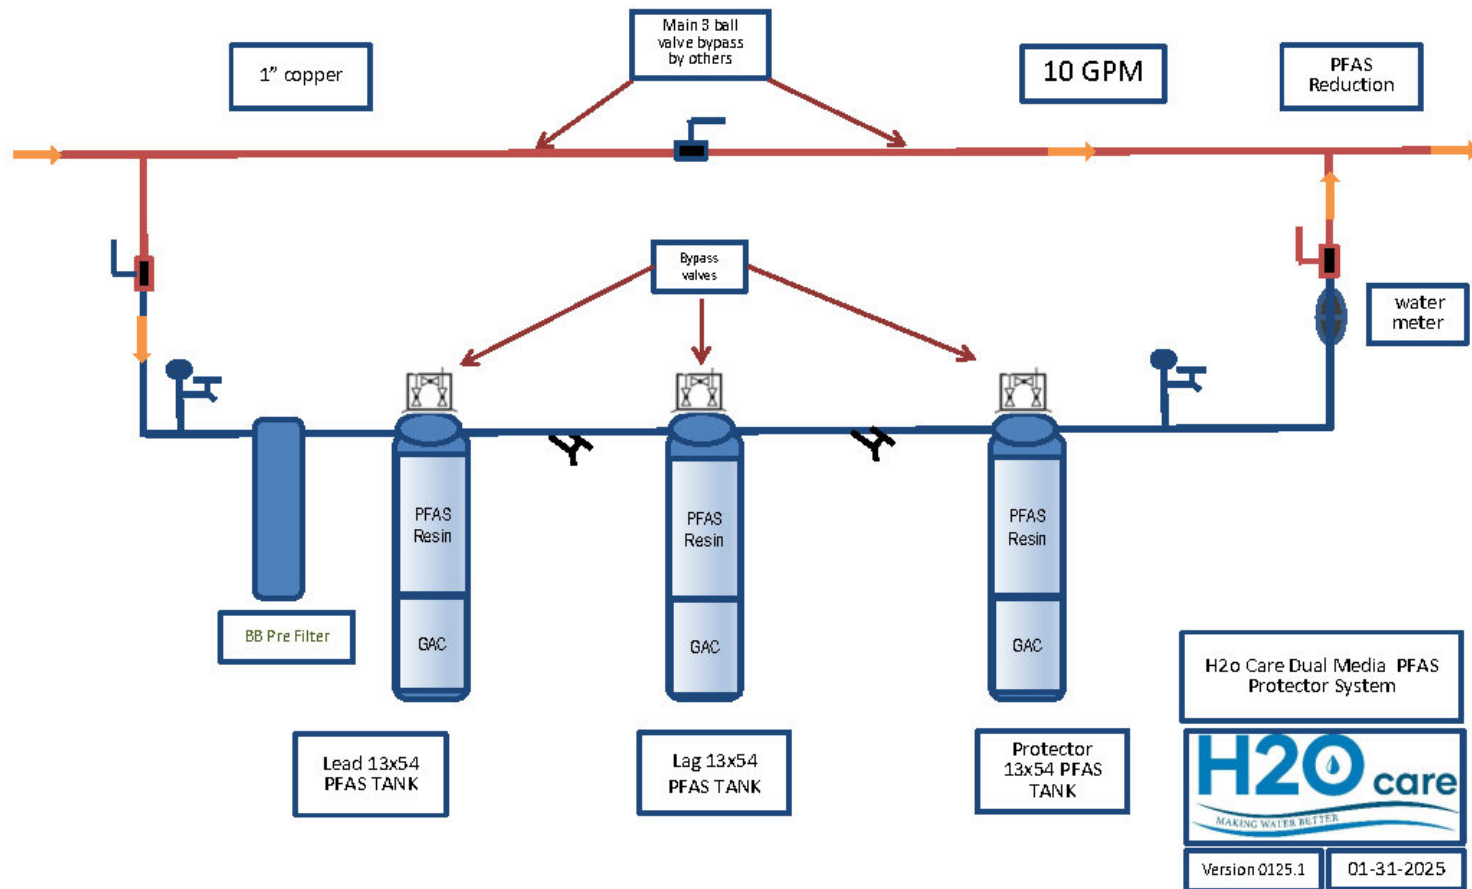 Main 3 ball
valve bypass
by others
1” copper
10 GPM
PFAS
Reduction
Bypass
valves
water
meter
PFAS
Resin
GAC
PFAS
Resin
GAC
PFAS
Resin
GAC
BB Pre Filter
Lead 13x54
PFAS TANK
Lag 13x54
PFAS TANK
Protector
13x54 PFAS
TANK
H2o Care Dual Media PFAS
Protector System
H2O care
MAKING WATER BETTER
Version 0125.1
01-31-2025